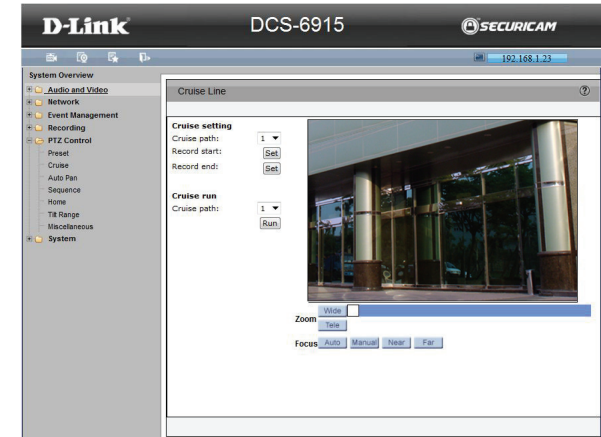 D-Link
DCS-6915
SECURICAM
192.168.1.23
System Overview
Audio and Video
Network
Event Management
Recording
PTZ Control
Preset
Cruise
Auto Pan
Sequence
Home
Tilt Range
Miscellaneous
System
Cruise Line
?
Cruise setting
Cruise path: 1
Record start: Set
Record end: Set
Cruise run
Cruise path: 1
Run
Zoom Wide
Tele
Focus Auto Manual Near Far